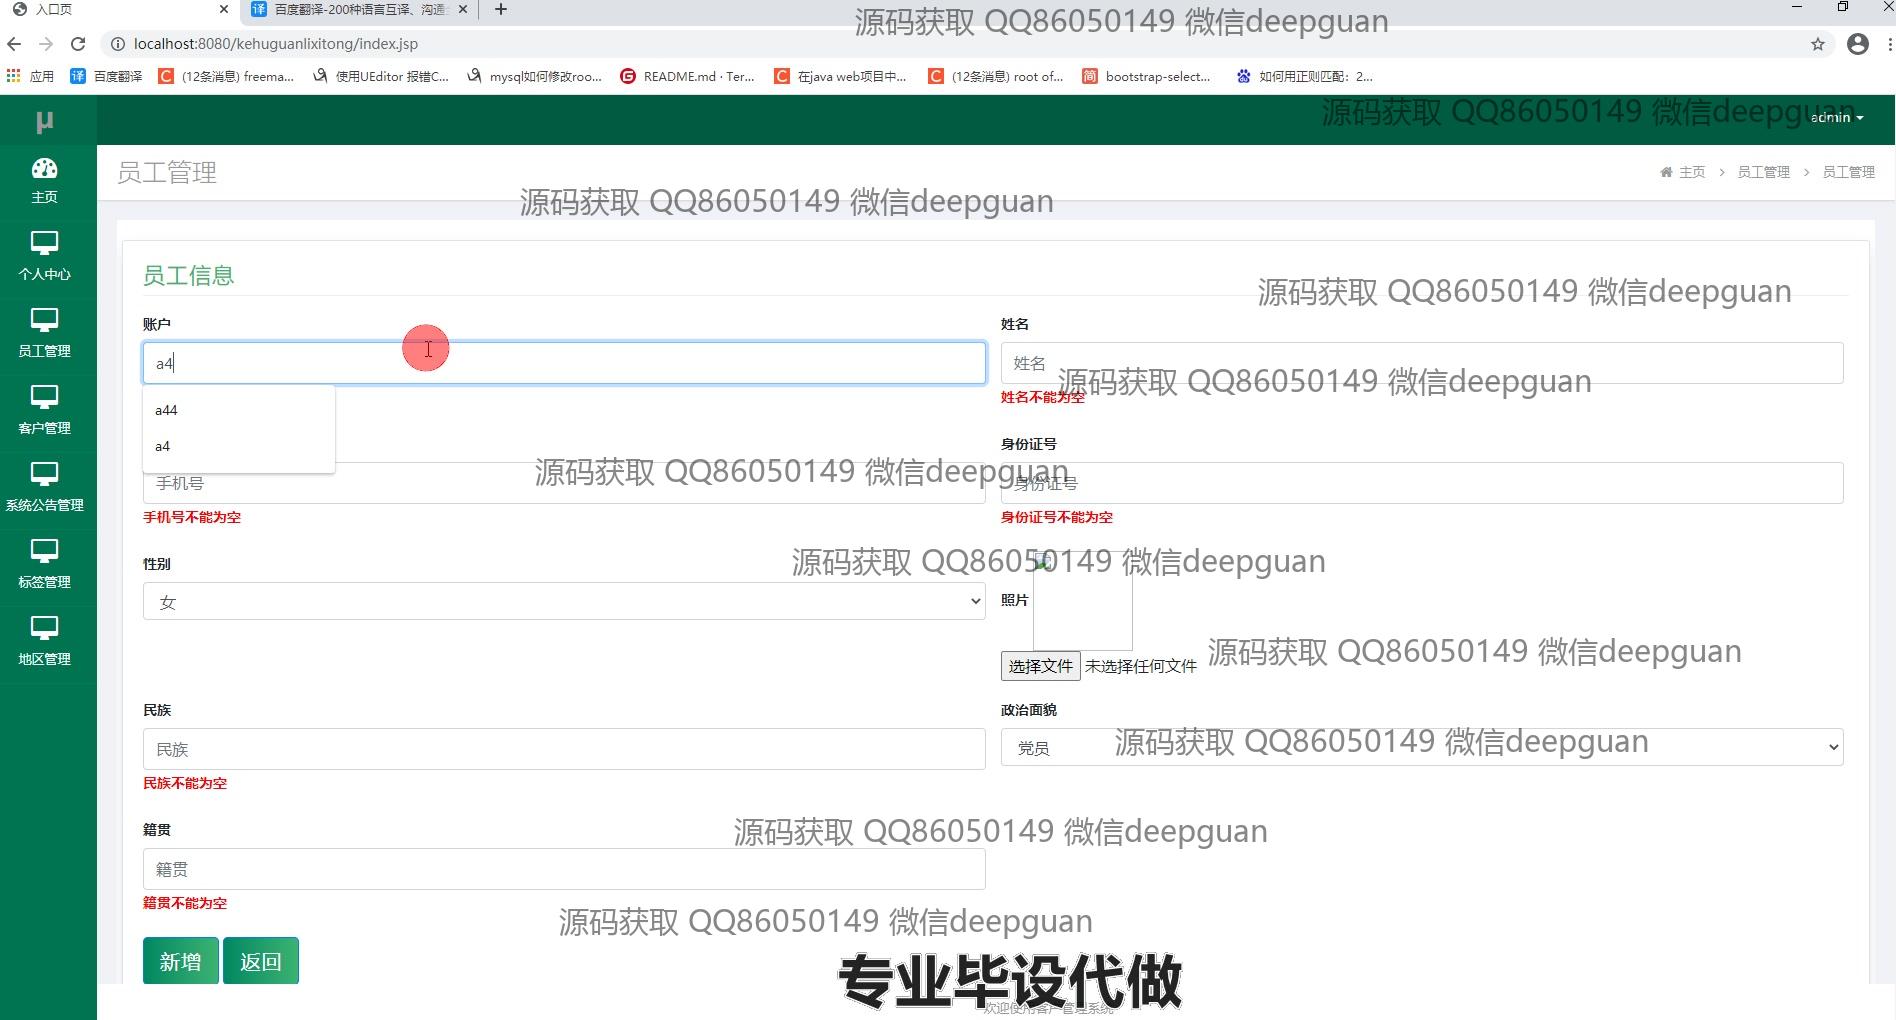 入口页
百度翻译-200种语言互译、沟通全
源码获取 QQ86050149 微信deepguan
localhost:8080/kehuguanlixitong/index.jsp
应用
百度翻译
(12条消息) freema...
使用UEditor 报错C...
mysql如何修改roo...
README.md · Ter...
在java web项目中...
(12条消息) root of...
bootstrap-select...
如何用正则匹配：2...
μ
源码获取 QQ86050149 微信deepguan
admin
主页
员工管理
主页 > 员工管理 > 员工管理
源码获取 QQ86050149 微信deepguan
个人中心
员工信息
源码获取 QQ86050149 微信deepguan
账户
姓名
员工管理
a4
姓名
源码获取 QQ86050149 微信deepguan
姓名不能为空
a44
客户管理
a4
身份证号
源码获取 QQ86050149 微信deepguan
手机号
身份证号
系统公告管理
手机号不能为空
身份证号不能为空
性别
源码获取 QQ86050149 微信deepguan
标签管理
女
照片
源码获取 QQ86050149 微信deepguan
地区管理
选择文件 未选择任何文件
民族
政治面貌
民族
党员
源码获取 QQ86050149 微信deepguan
民族不能为空
籍贯
源码获取 QQ86050149 微信deepguan
籍贯
籍贯不能为空
源码获取 QQ86050149 微信deepguan
新增
返回
专业毕设代做
欢迎使用客户管理系统